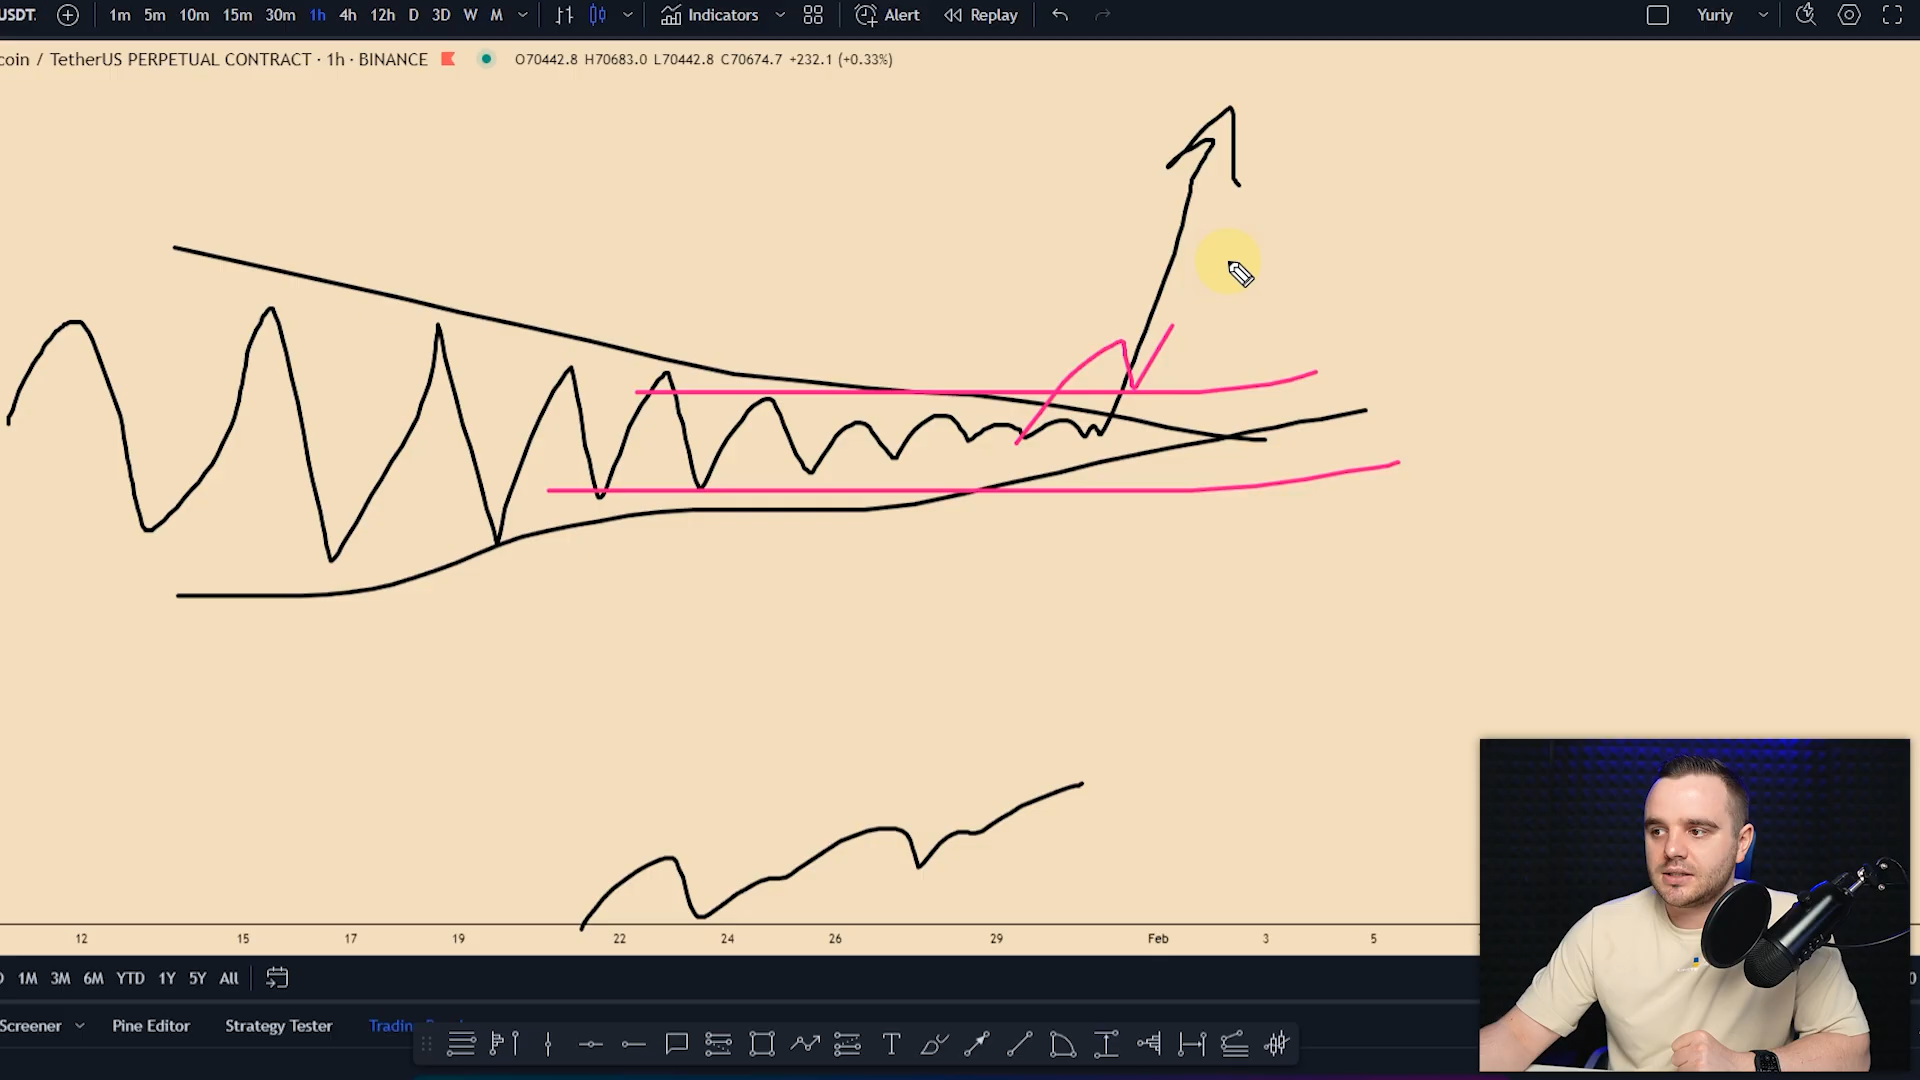 USDT. 1m 5m 10m 15m 30m 1h 4h 12h D 3D W M Indicators Alert Replay Yuriy
coin / TetherUS PERPETUAL CONTRACT · 1h · BINANCE O70442.8 H70683.0 L70442.8 C70674.7 +232.1 (+0.33%)
12 15 17 19 22 24 26 29 Feb 3 5
1M 3M 6M YTD 1Y 5Y All
Screener Pine Editor Strategy Tester
T